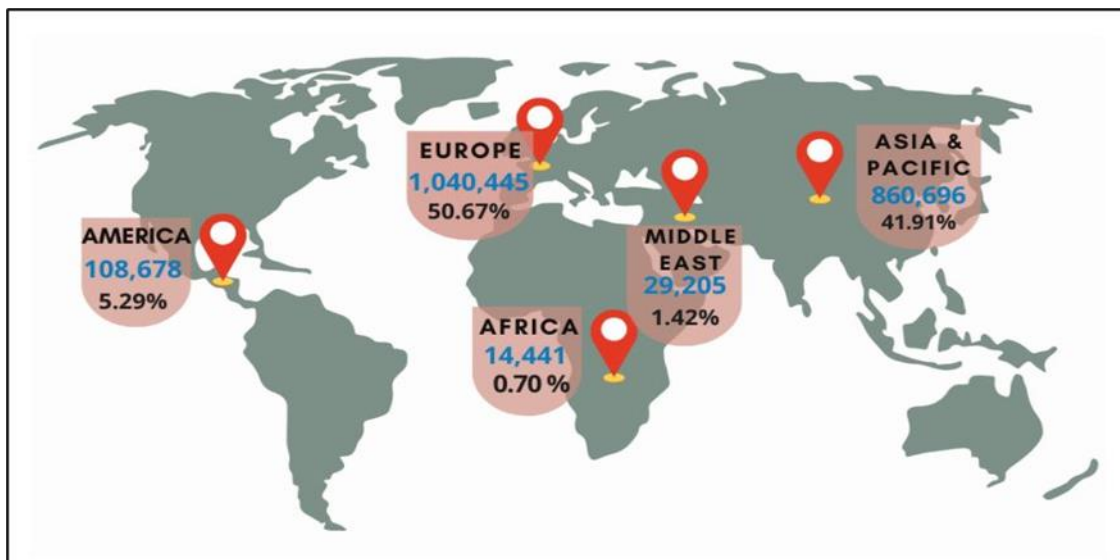 EUROPE
1,040,445
50.67%
ASIA &
PACIFIC
860,696
41.91%
AMERICA
108,678
5.29%
MIDDLE
EAST
29,205
1.42%
AFRICA
14,441
0.70 %